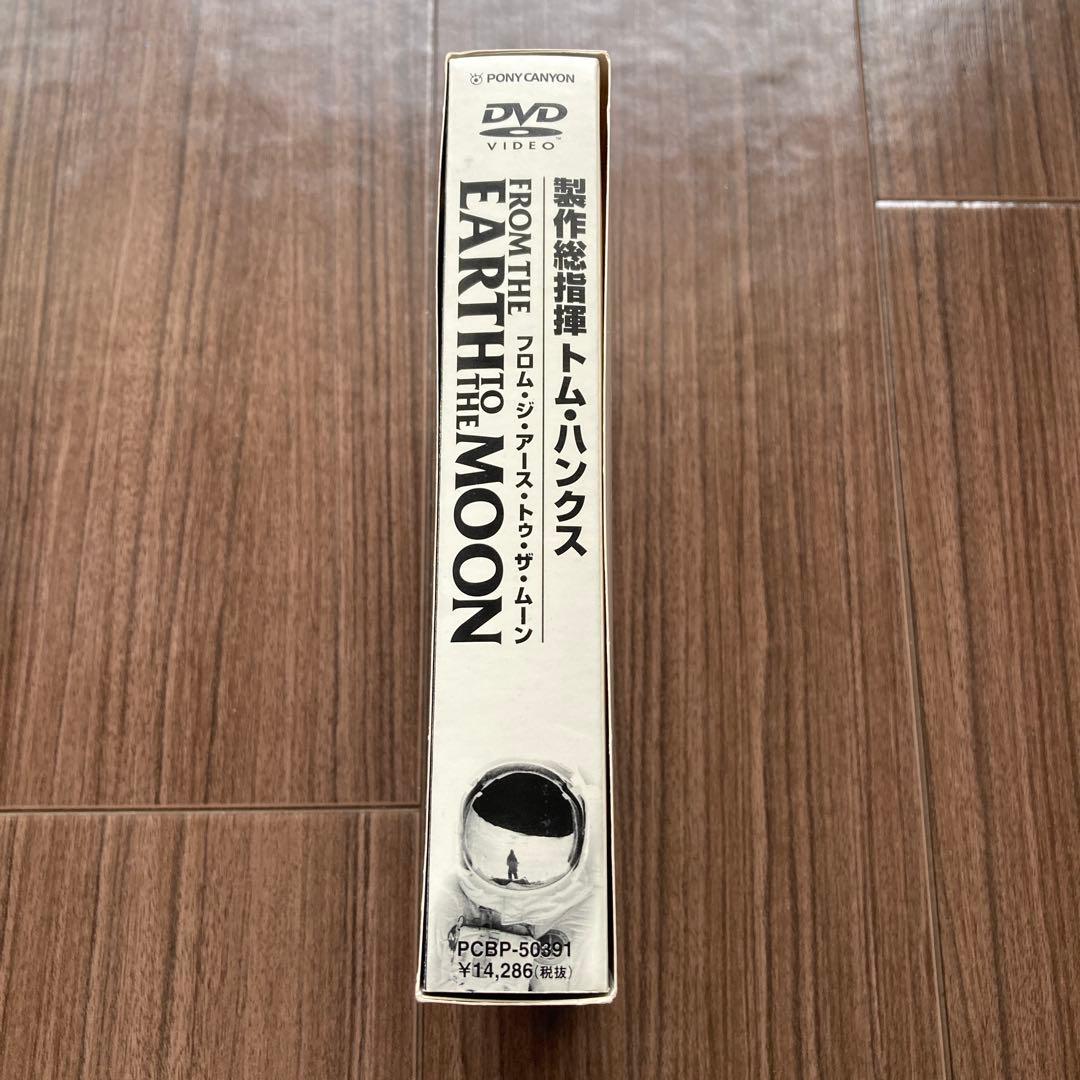 PONY CANYON
DVD
VIDEO™
製作総指揮 トム・ハンクス
FROM THE
EARTH TO THE MOON
フロム・ジ・アース・トゥ・ザ・ムーン
PCBP-50391
¥14,286(税抜)